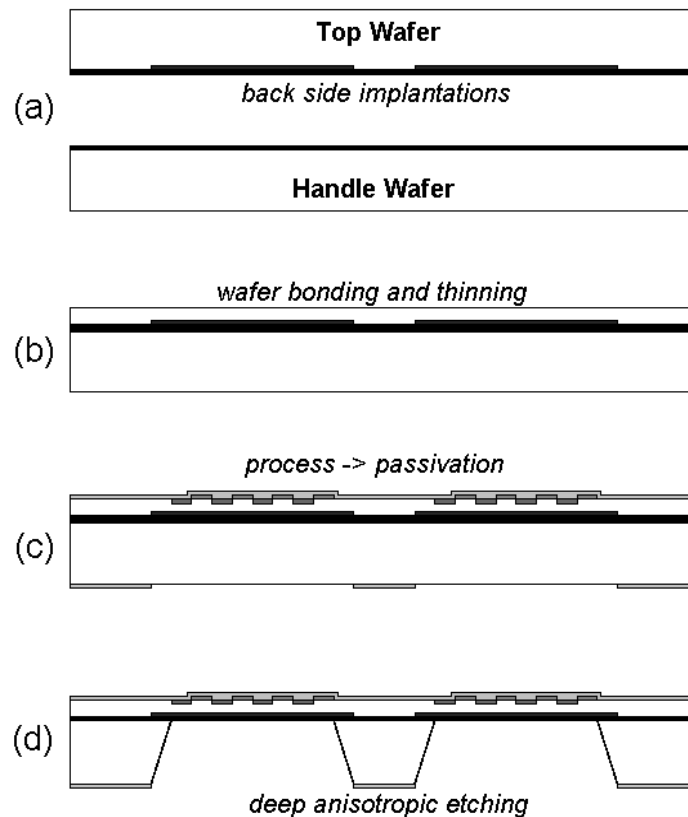 Top Wafer
back side implantations
(a)
Handle Wafer
wafer bonding and thinning
(b)
process -> passivation
(c)
(d)
deep anisotropic etching